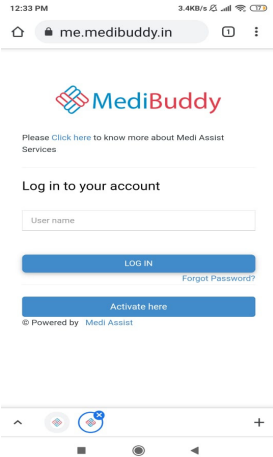 12:33 PM 3.4KB/s 17
me.medibuddy.in 1
MediBuddy
Please Click here to know more about Medi Assist
Services
Log in to your account
User name
LOG IN
Forgot Password?
Activate here
© Powered by Medi Assist